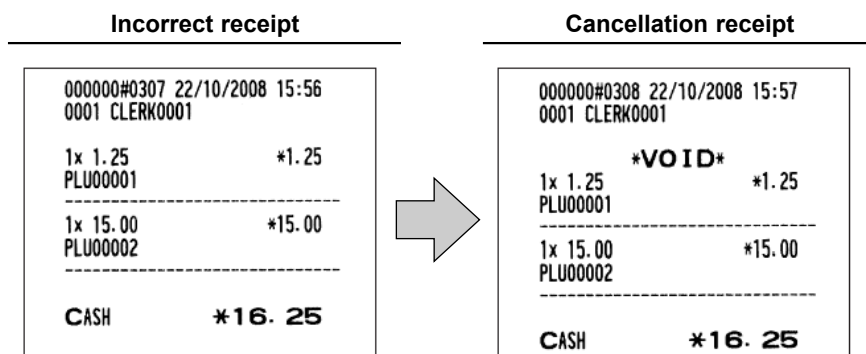 Incorrect receipt
000000#0307 22/10/2008 15:56
0001 CLERK0001
1x 1.25 *1.25
PLU00001
1x 15.00 *15.00
PLU00002
CASH *16.25
Cancellation receipt
000000#0308 22/10/2008 15:57
0001 CLERK0001
*VOID*
1x 1.25 *1.25
PLU00001
1x 15.00 *15.00
PLU00002
CASH *16.25